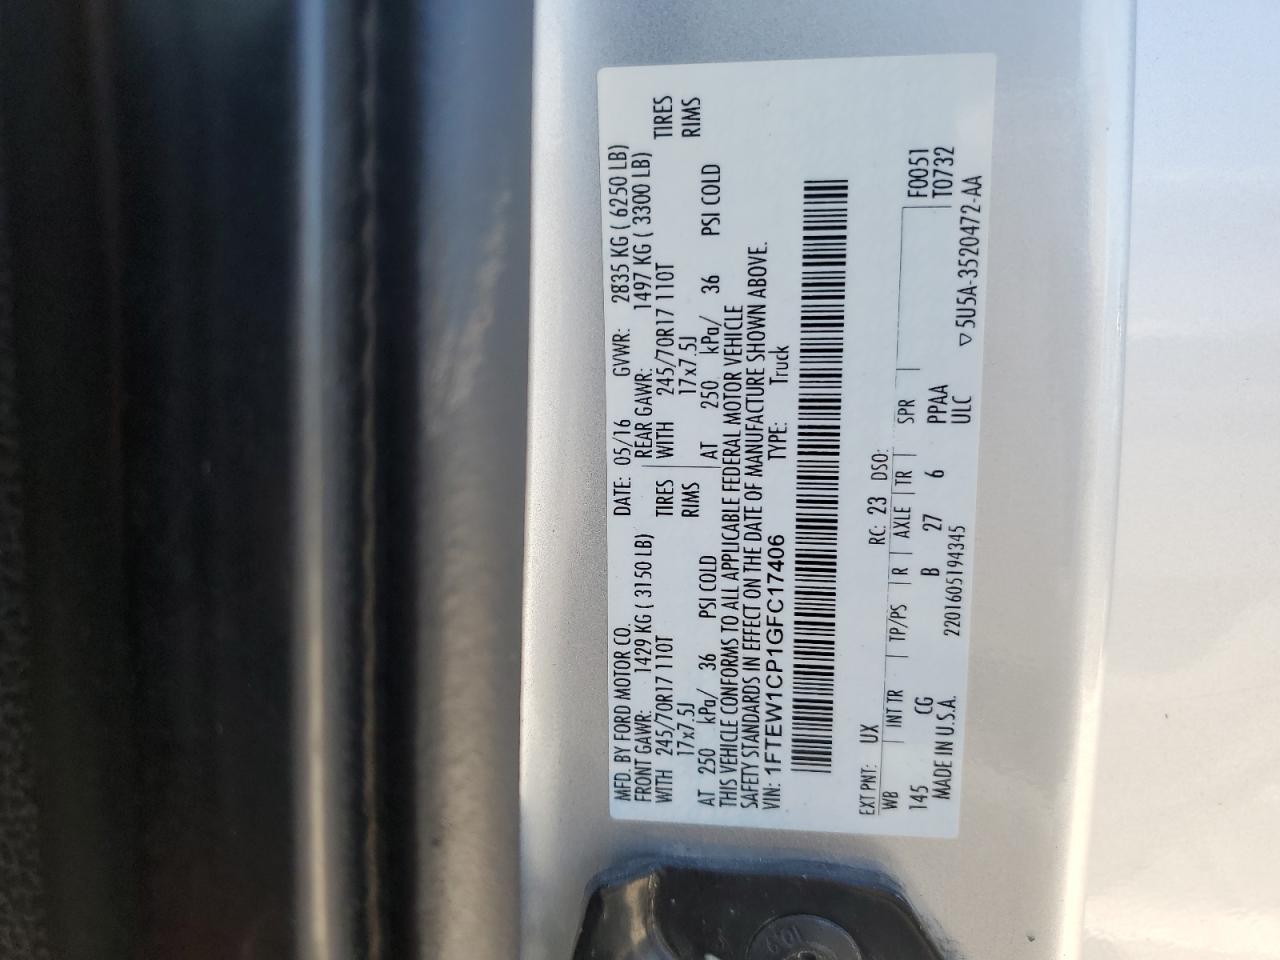 MFD. BY FORD MOTOR CO. DATE: 05/16 GVWR: 2835 KG ( 6250 LB)
FRONT GAWR: 1429 KG ( 3150 LB) REAR GAWR: 1497 KG ( 3300 LB)
WITH 245/70R17 110T TIRES WITH 245/70R17 110T TIRES
17x7.5J RIMS 17x7.5J RIMS
AT 250 kPa/ 36 PSI COLD AT 250 kPa/ 36 PSI COLD
THIS VEHICLE CONFORMS TO ALL APPLICABLE FEDERAL MOTOR VEHICLE
SAFETY STANDARDS IN EFFECT ON THE DATE OF MANUFACTURE SHOWN ABOVE.
VIN: 1FTEW1CP1GFC17406 TYPE: Truck
EXT PNT: UX RC: 23 DSO:
WB INT TR TP/PS R AXLE TR SPR F0051
145 CG B 27 6 PPAA T0732
MADE IN U.S.A. 2201605194345 ULC ▽5U5A-3520472-AA